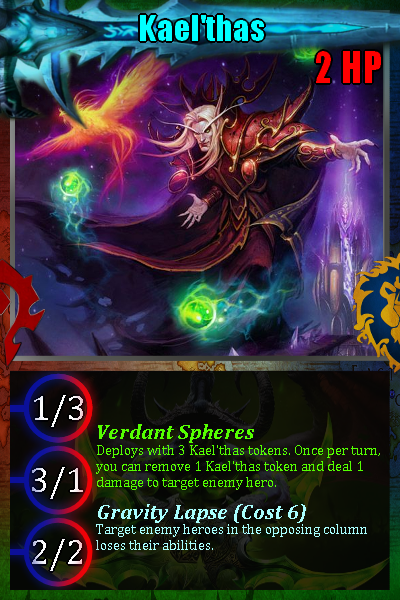 Kael'thas
2 HP
1/3
3/1
2/2
Verdant Spheres
Deploys with 3 Kael'thas tokens. Once per turn,
you can remove 1 Kael'thas token and deal 1
damage to target enemy hero.
Gravity Lapse (Cost 6)
Target enemy heroes in the opposing column
loses their abilities.